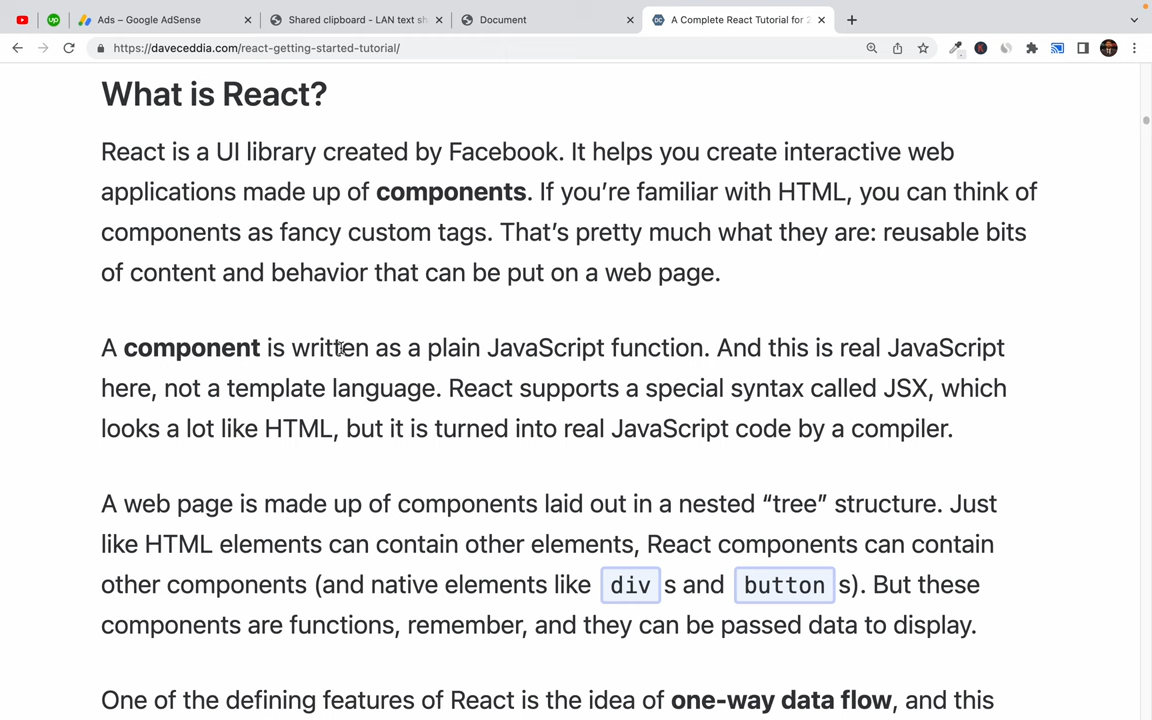 Ads – Google AdSense
Shared clipboard - LAN text sh
Document
A Complete React Tutorial for 2
https://daveceddia.com/react-getting-started-tutorial/
What is React?
React is a UI library created by Facebook. It helps you create interactive web
applications made up of components. If you’re familiar with HTML, you can think of
components as fancy custom tags. That’s pretty much what they are: reusable bits
of content and behavior that can be put on a web page.
A component is written as a plain JavaScript function. And this is real JavaScript
here, not a template language. React supports a special syntax called JSX, which
looks a lot like HTML, but it is turned into real JavaScript code by a compiler.
A web page is made up of components laid out in a nested “tree” structure. Just
like HTML elements can contain other elements, React components can contain
other components (and native elements like div s and button s). But these
components are functions, remember, and they can be passed data to display.
One of the defining features of React is the idea of one-way data flow, and this